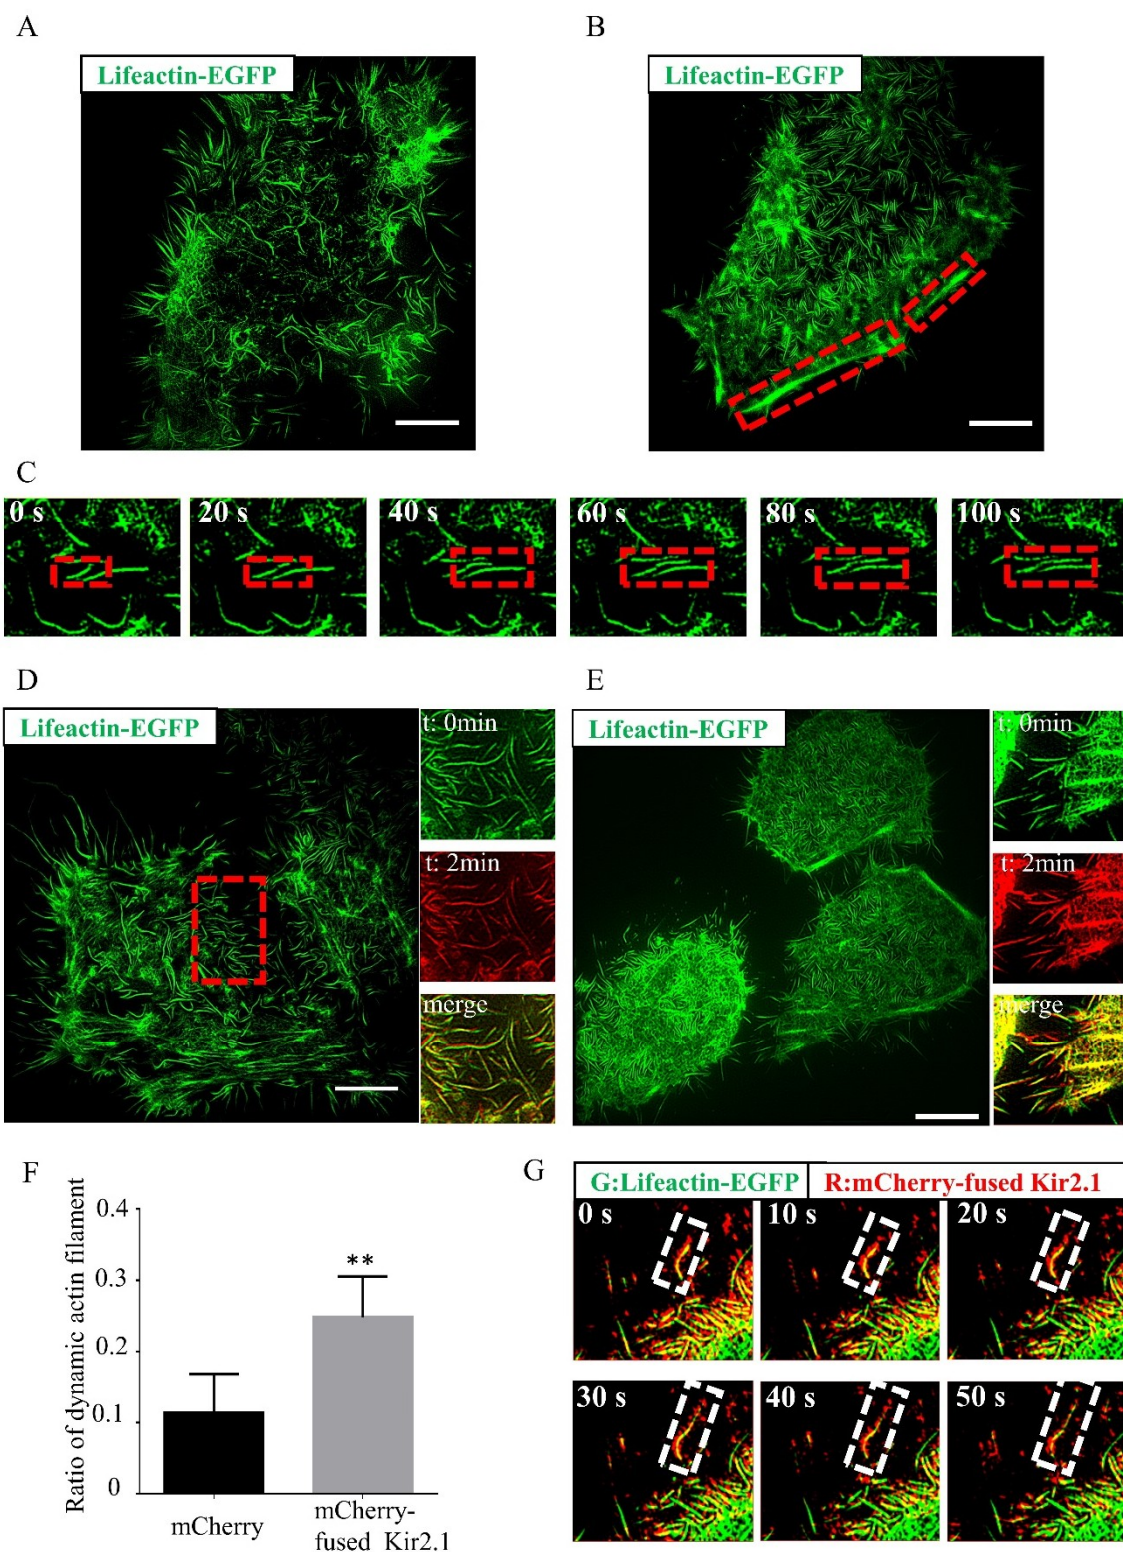 A
B
Lifeactin-EGFP
Lifeactin-EGFP
C
0 s
20 s
40 s
60 s
80 s
100 s
D
E
Lifeactin-EGFP
t: 0min
t: 2min
merge
Lifeactin-EGFP
t: 0min
t: 2min
merge
F
Ratio of dynamic actin filament
0.4
0.3
0.2
0.1
0
**
mCherry
mCherry-
fused Kir2.1
G
G:Lifeactin-EGFP
R:mCherry-fused Kir2.1
0 s
10 s
20 s
30 s
40 s
50 s